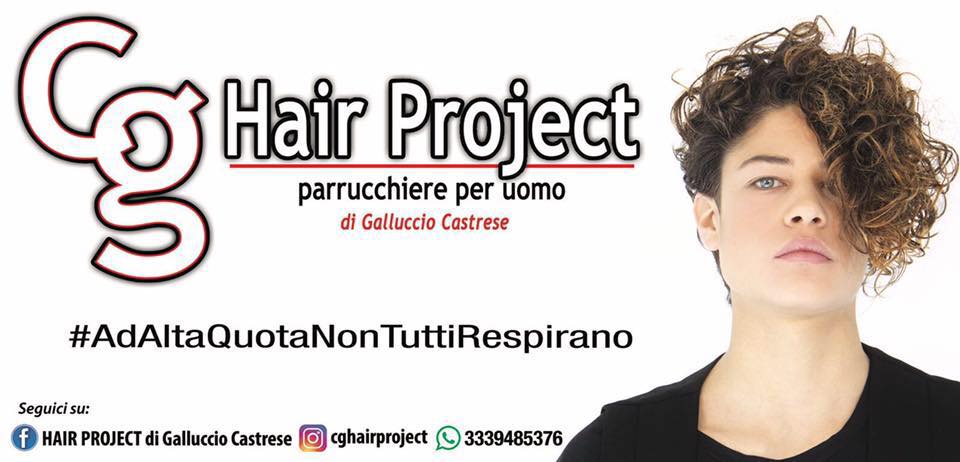 Cg Hair Project
parrucchiere per uomo
di Galluccio Castrese
#AdAltaQuotaNonTuttiRespirano
Seguici su:
HAIR PROJECT di Galluccio Castrese cghairproject 3339485376